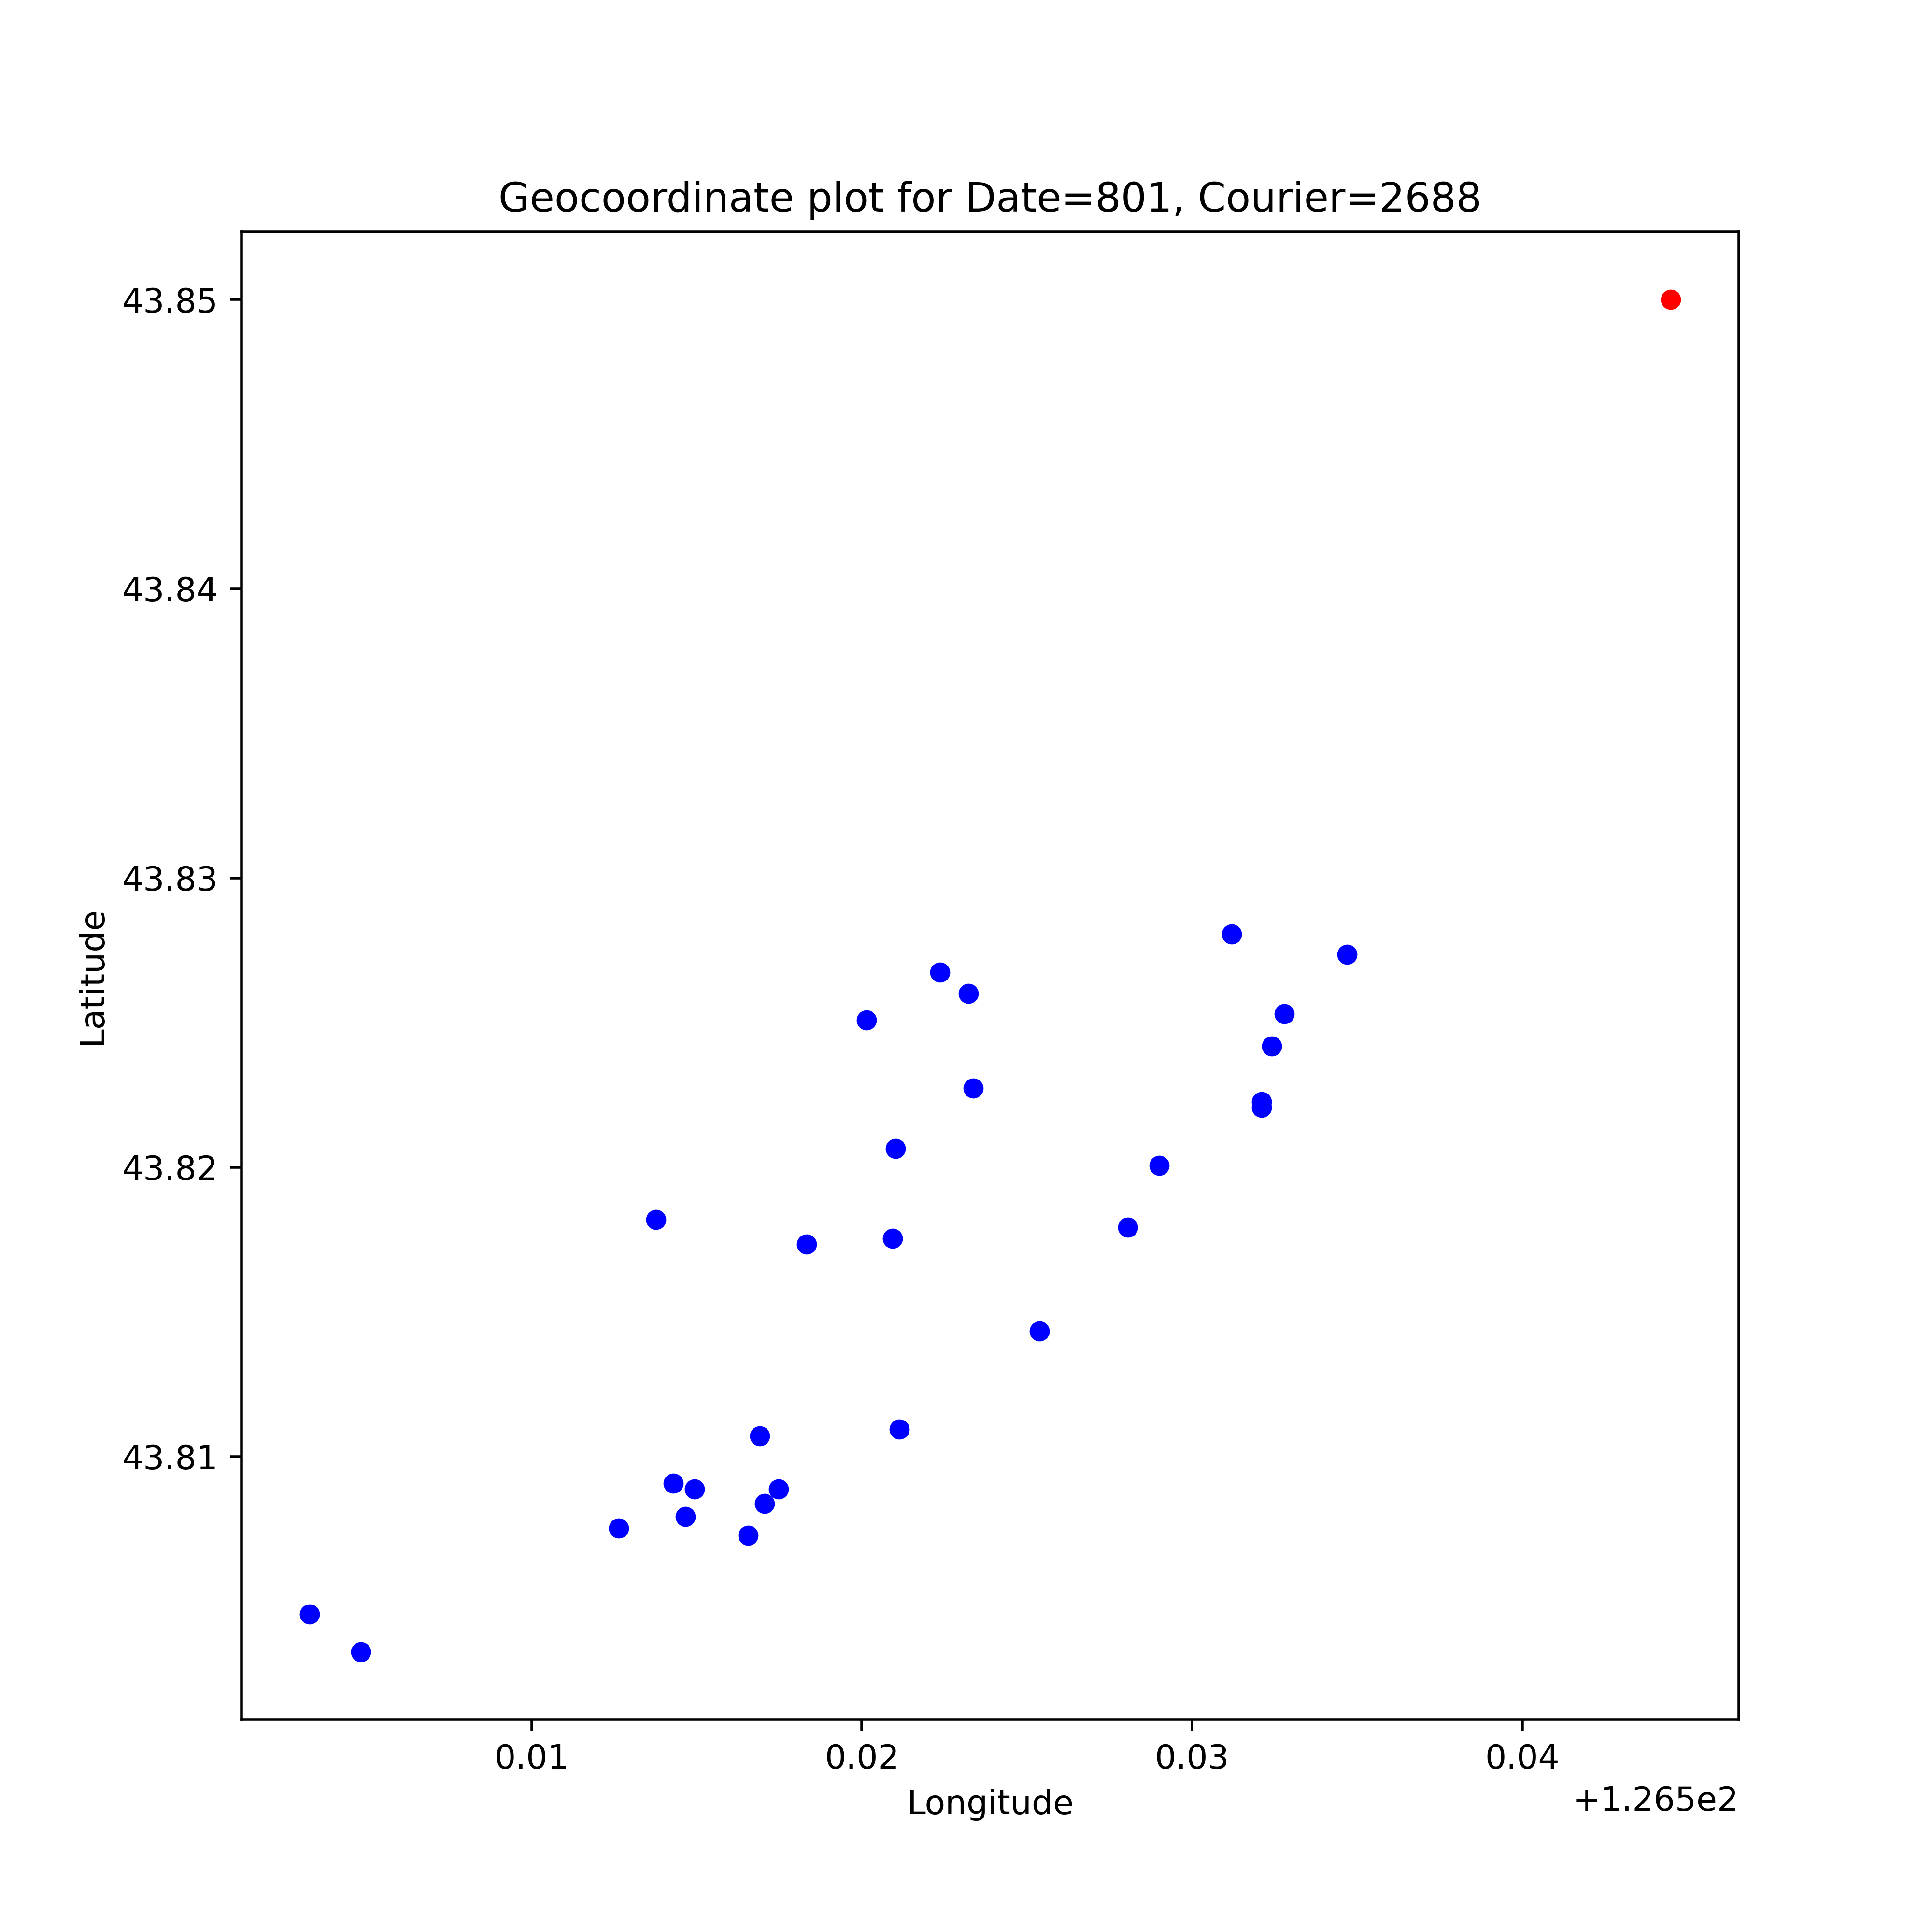 Geocoordinate plot for Date=801, Courier=2688
43.85
43.84
43.83
43.82
43.81
Latitude
0.01 0.02 0.03 0.04
Longitude
+1.265e2